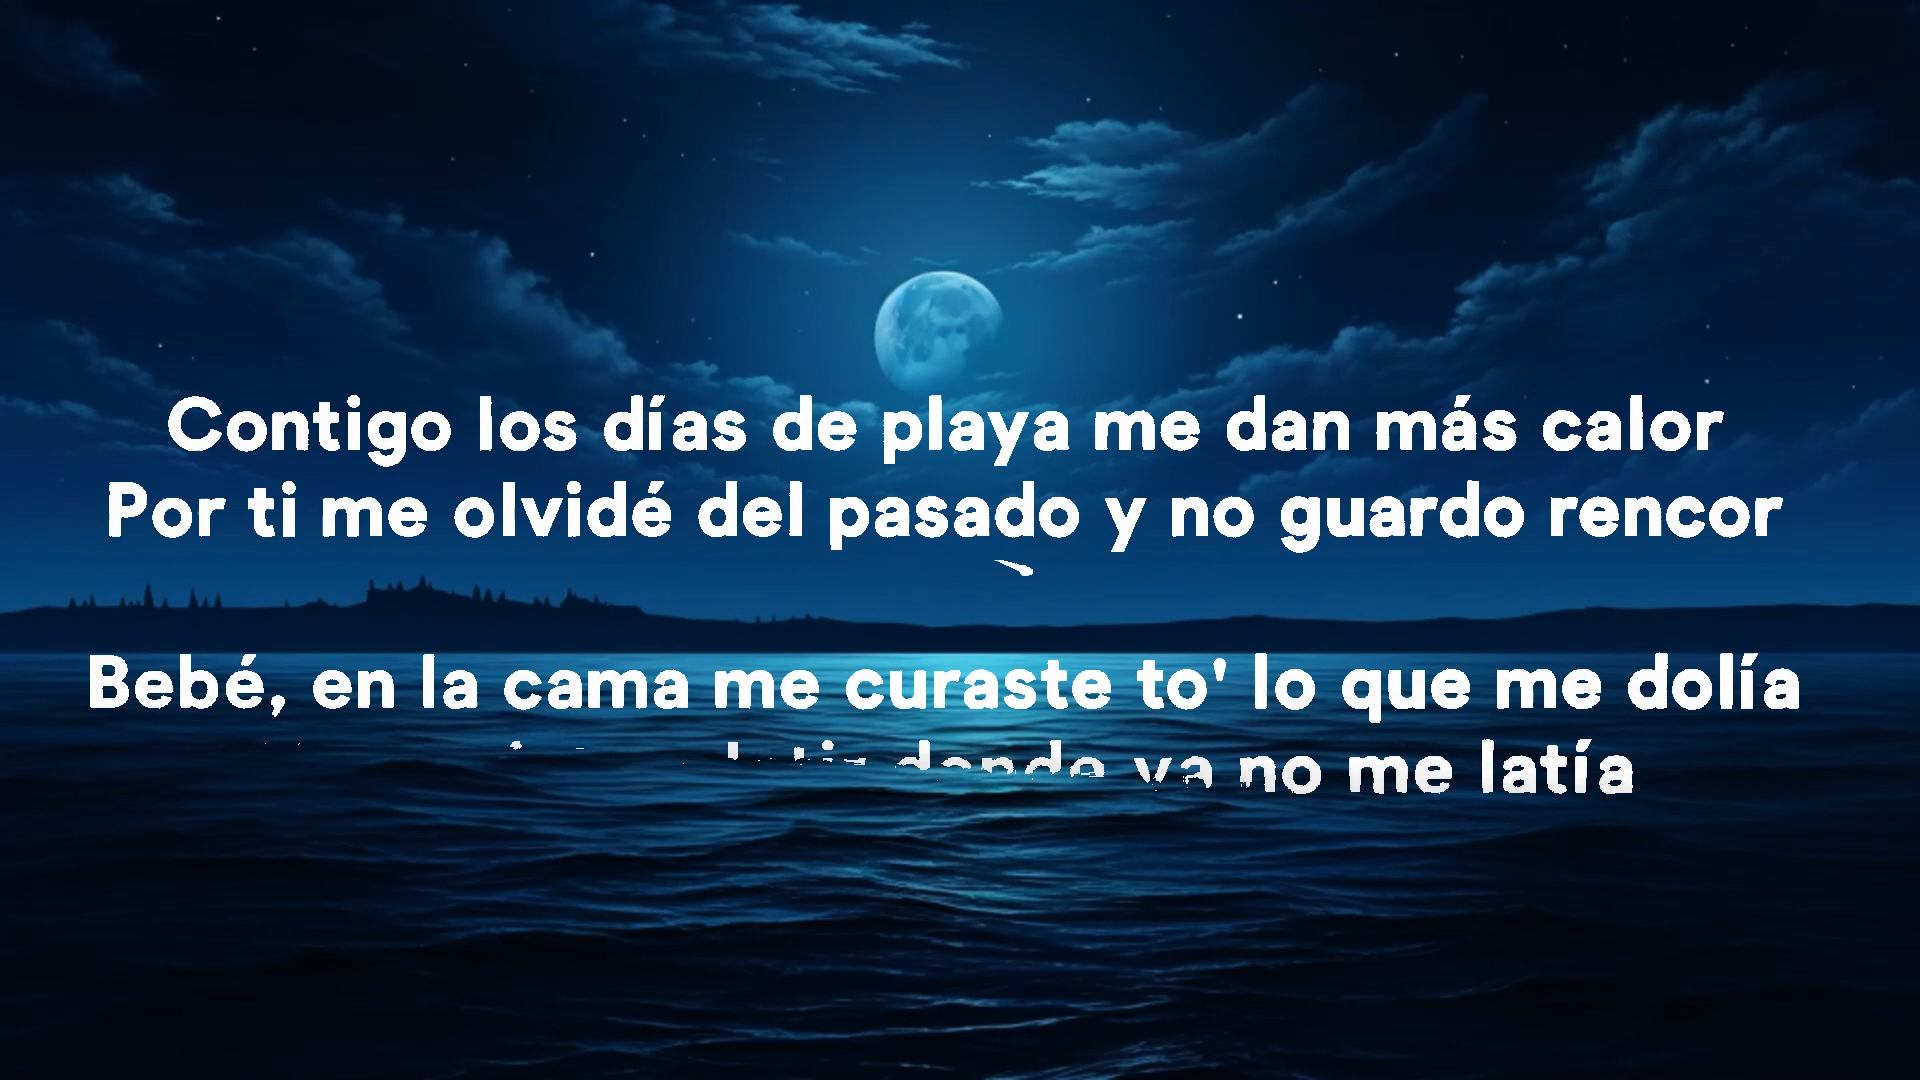 Contigo los días de playa me dan más calor
Por ti me olvidé del pasado y no guardo rencor
Bebé, en la cama me curaste to' lo que me dolía
donde ya no me latía